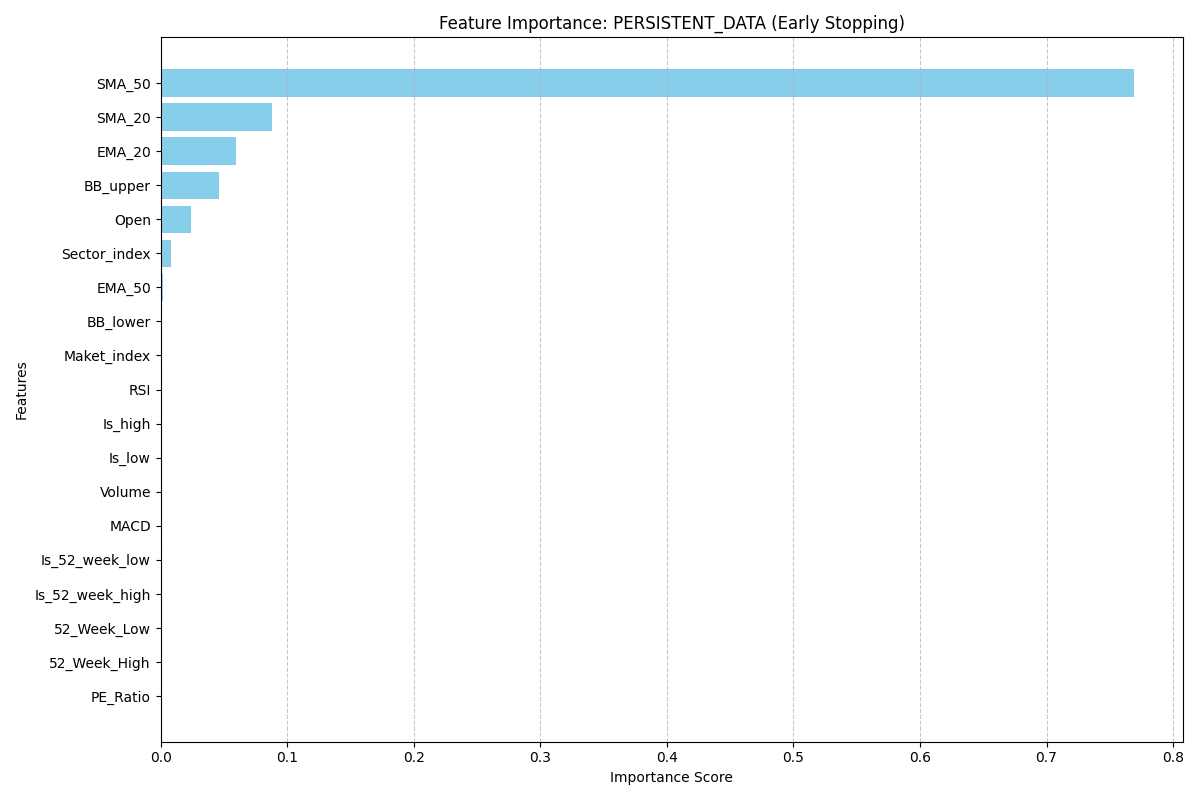 Feature Importance: PERSISTENT_DATA (Early Stopping)
SMA_50
SMA_20
EMA_20
BB_upper
Open
Sector_index
EMA_50
BB_lower
Maket_index
RSI
Is_high
Is_low
Volume
MACD
Is_52_week_low
Is_52_week_high
52_Week_Low
52_Week_High
PE_Ratio
Features
0.0 0.1 0.2 0.3 0.4 0.5 0.6 0.7 0.8
Importance Score